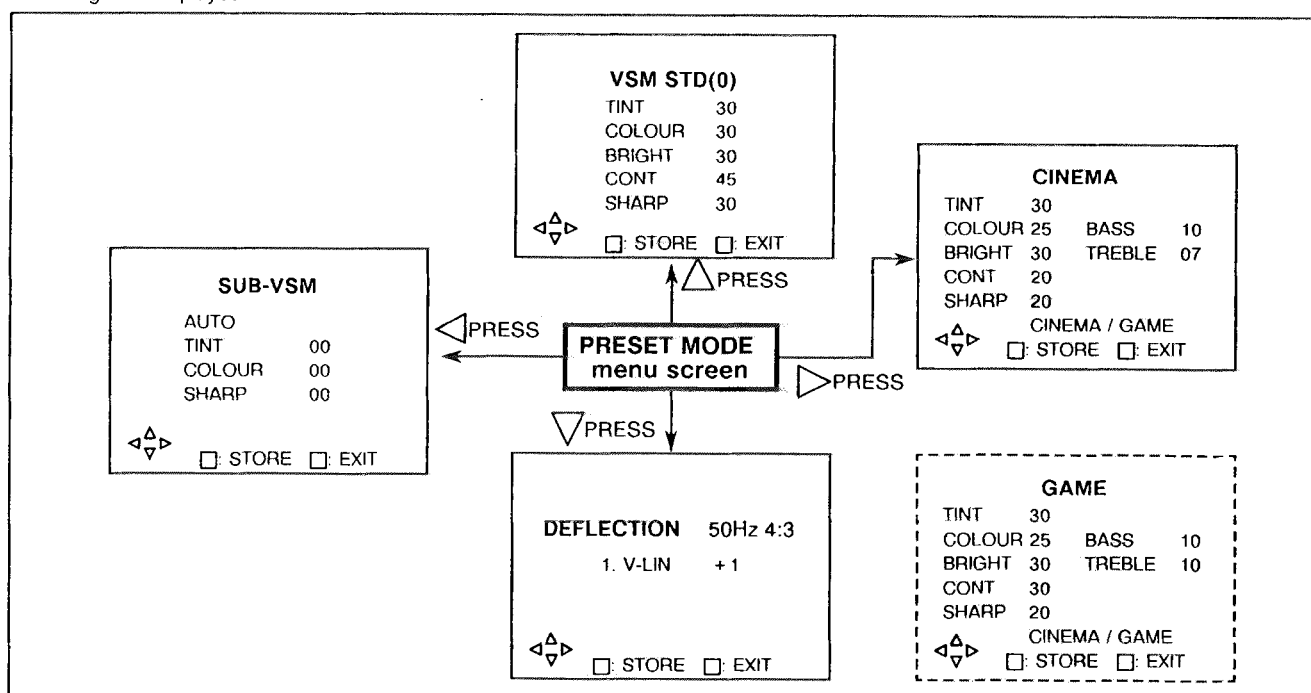 VSM STD(0)
TINT 30
COLOUR 30
BRIGHT 30
CONT 45
SHARP 30
□: STORE □: EXIT
PRESS
SUB-VSM
AUTO
TINT 00
COLOUR 00
SHARP 00
□: STORE □: EXIT
PRESS
PRESET MODE
menu screen
PRESS
CINEMA
TINT 30
COLOUR 25 BASS 10
BRIGHT 30 TREBLE 07
CONT 20
SHARP 20
CINEMA / GAME
□: STORE □: EXIT
PRESS
DEFLECTION 50Hz 4:3
1. V-LIN +1
□: STORE □: EXIT
GAME
TINT 30
COLOUR 25 BASS 10
BRIGHT 30 TREBLE 10
CONT 30
SHARP 20
CINEMA / GAME
□: STORE □: EXIT